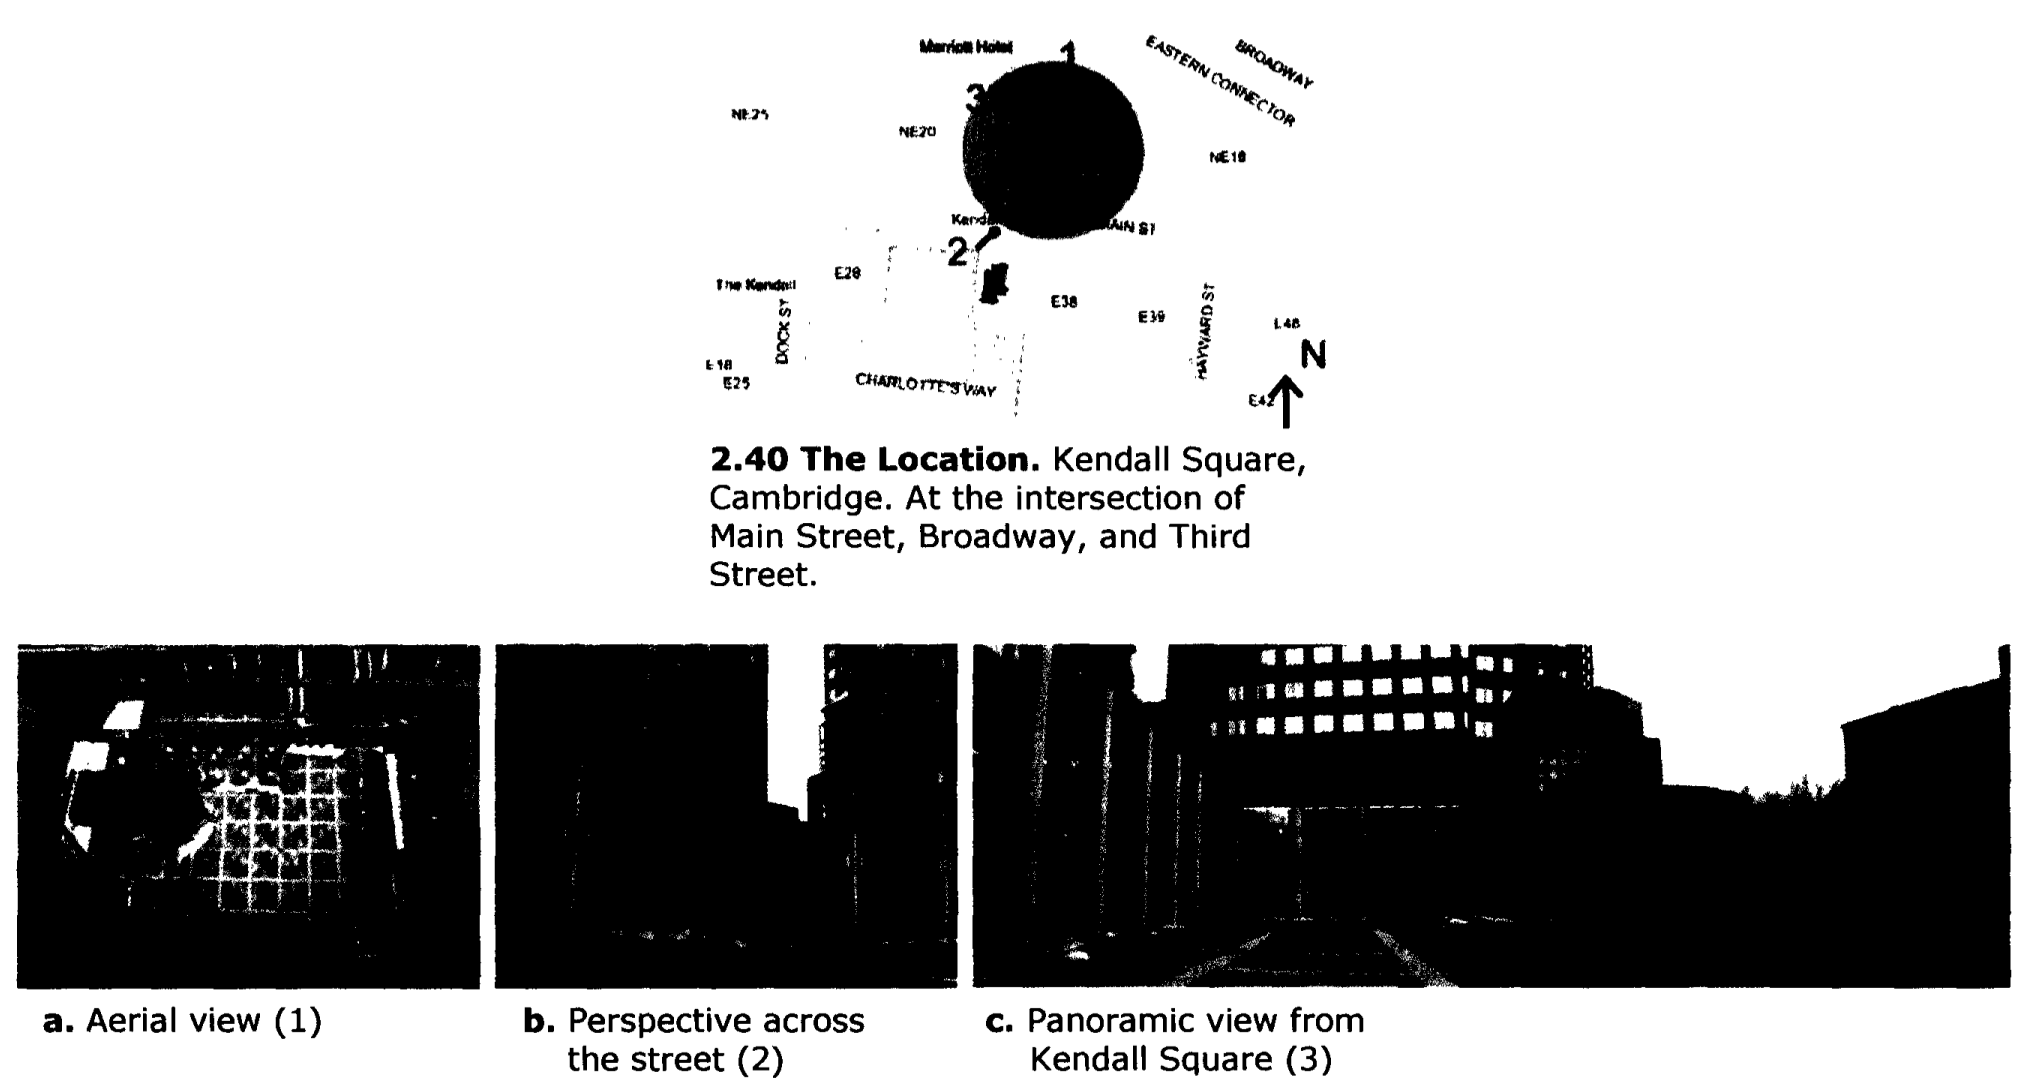 Marriott Hotel
1
BROADWAY
EASTERN CONNECTOR
3
NE25
NE20
NE18
MAIN ST
2
E28
The Kendall
DOCK ST
E38
E39
HAYWARD ST
N
E18
E25
CHARLOTTE'S WAY
E42
2.40 The Location. Kendall Square,
Cambridge. At the intersection of
Main Street, Broadway, and Third
Street.
a. Aerial view (1)
b. Perspective across
the street (2)
c. Panoramic view from
Kendall Square (3)